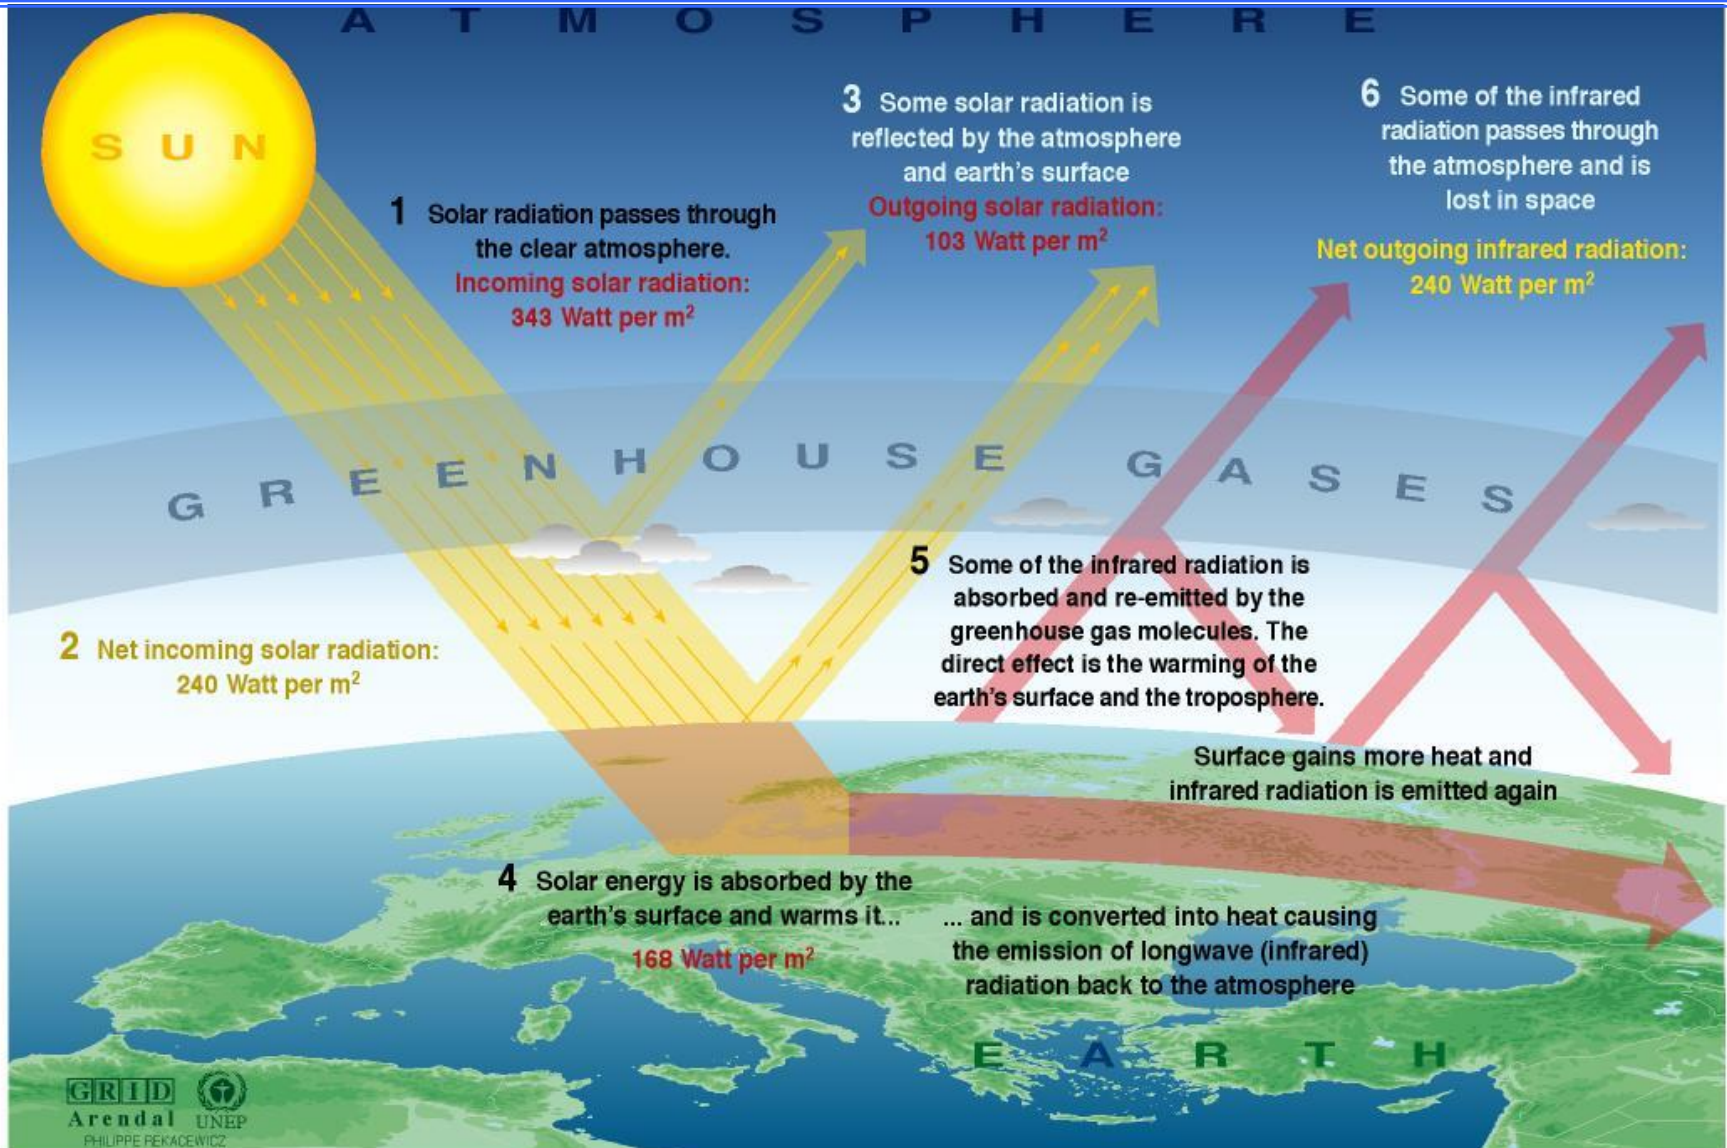 ATMOSPHERE
SUN
1 Solar radiation passes through
the clear atmosphere.
Incoming solar radiation:
343 Watt per m²
2 Net incoming solar radiation:
240 Watt per m²
3 Some solar radiation is
reflected by the atmosphere
and earth's surface
Outgoing solar radiation:
103 Watt per m²
6 Some of the infrared
radiation passes through
the atmosphere and is
lost in space
Net outgoing infrared radiation:
240 Watt per m²
GREENHOUSE GASES
5 Some of the infrared radiation is
absorbed and re-emitted by the
greenhouse gas molecules. The
direct effect is the warming of the
earth's surface and the troposphere.
Surface gains more heat and
infrared radiation is emitted again
4 Solar energy is absorbed by the
earth's surface and warms it...
168 Watt per m²
... and is converted into heat causing
the emission of longwave (infrared)
radiation back to the atmosphere
EARTH
GRID
Arendal
UNEP
PHILIPPE REKACEWICZ